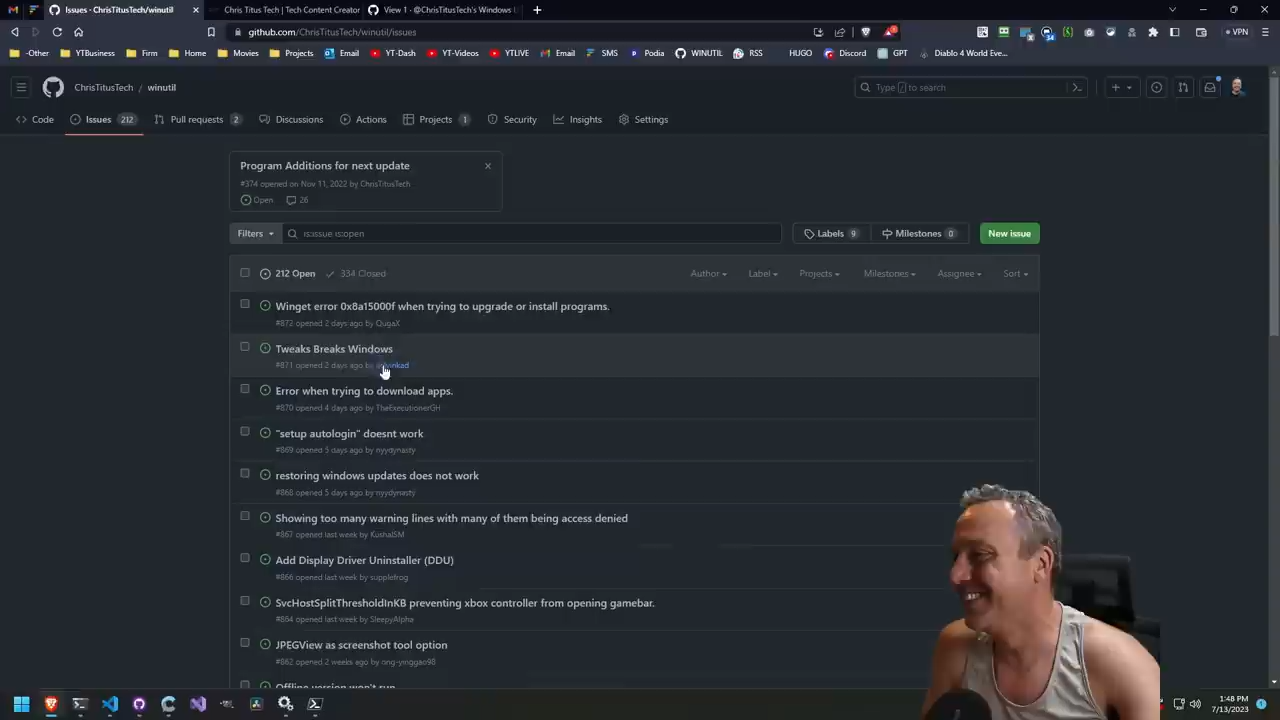 Issues · ChrisTitusTech/winutil
Chris Titus Tech | Tech Content Creator
View 1 · @ChrisTitusTech's Windows
github.com/ChrisTitusTech/winutil/issues
VPN
-Other
YTBusiness
Firm
Home
Movies
Projects
Email
YT-Dash
YT-Videos
YTLIVE
Email
SMS
Podia
WINUTIL
RSS
HUGO
Discord
GPT
Diablo 4 World Eve...
ChrisTitusTech / winutil
Type / to search
Code
Issues 212
Pull requests 2
Discussions
Actions
Projects 1
Security
Insights
Settings
Program Additions for next update
#374 opened on Nov 11, 2022 by ChrisTitusTech
Open 26
Filters
is:issue is:open
Labels 9
Milestones 0
New issue
212 Open
334 Closed
Author
Label
Projects
Milestones
Assignee
Sort
Winget error 0x8a15000f when trying to upgrade or install programs.
#872 opened 2 days ago by QugaX
Tweaks Breaks Windows
#871 opened 2 days ago by
Error when trying to download apps.
#870 opened 4 days ago by TheExecutionerGH
"setup autologin" doesnt work
#869 opened 5 days ago by nyydynasty
restoring windows updates does not work
#868 opened 5 days ago by nyydynasty
Showing too many warning lines with many of them being access denied
#867 opened last week by KushalSM
Add Display Driver Uninstaller (DDU)
#866 opened last week by supplefrog
SvcHostSplitThresholdInKB preventing xbox controller from opening gamebar.
#864 opened last week by SleepyAlpha
JPEGView as screenshot tool option
#862 opened 2 weeks ago by ong-yinggao98
Offline version won't run
1:48 PM
7/13/2023